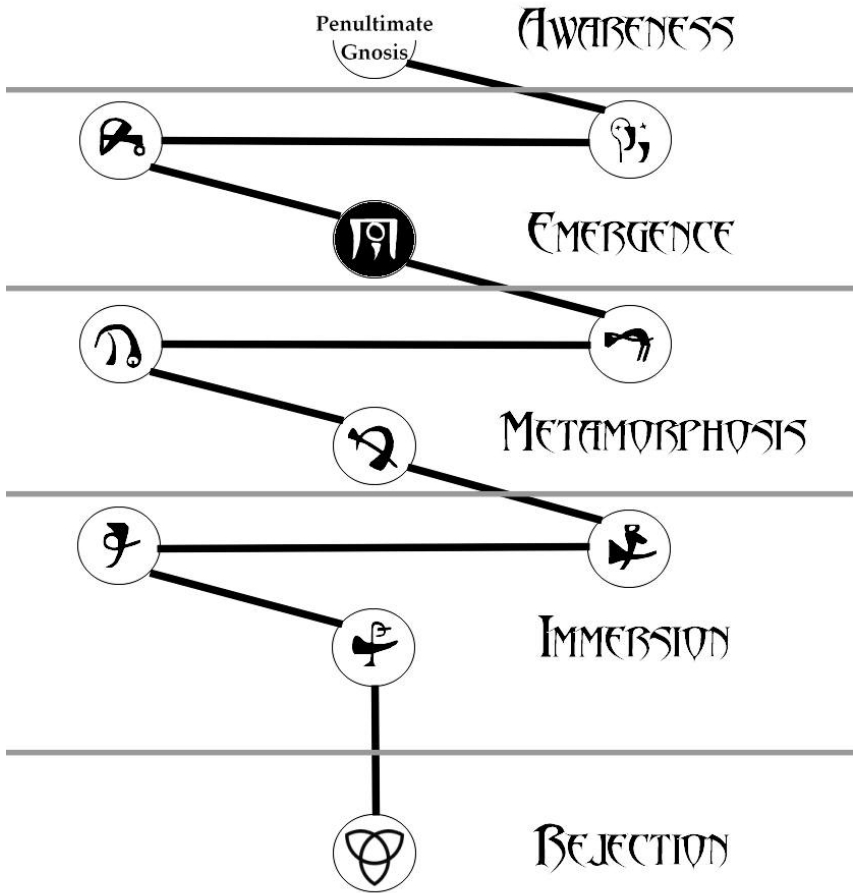 Penultimate
Gnosis
AWARENESS
EMERGENCE
METAMORPHOSIS
IMMERSION
REJECTION